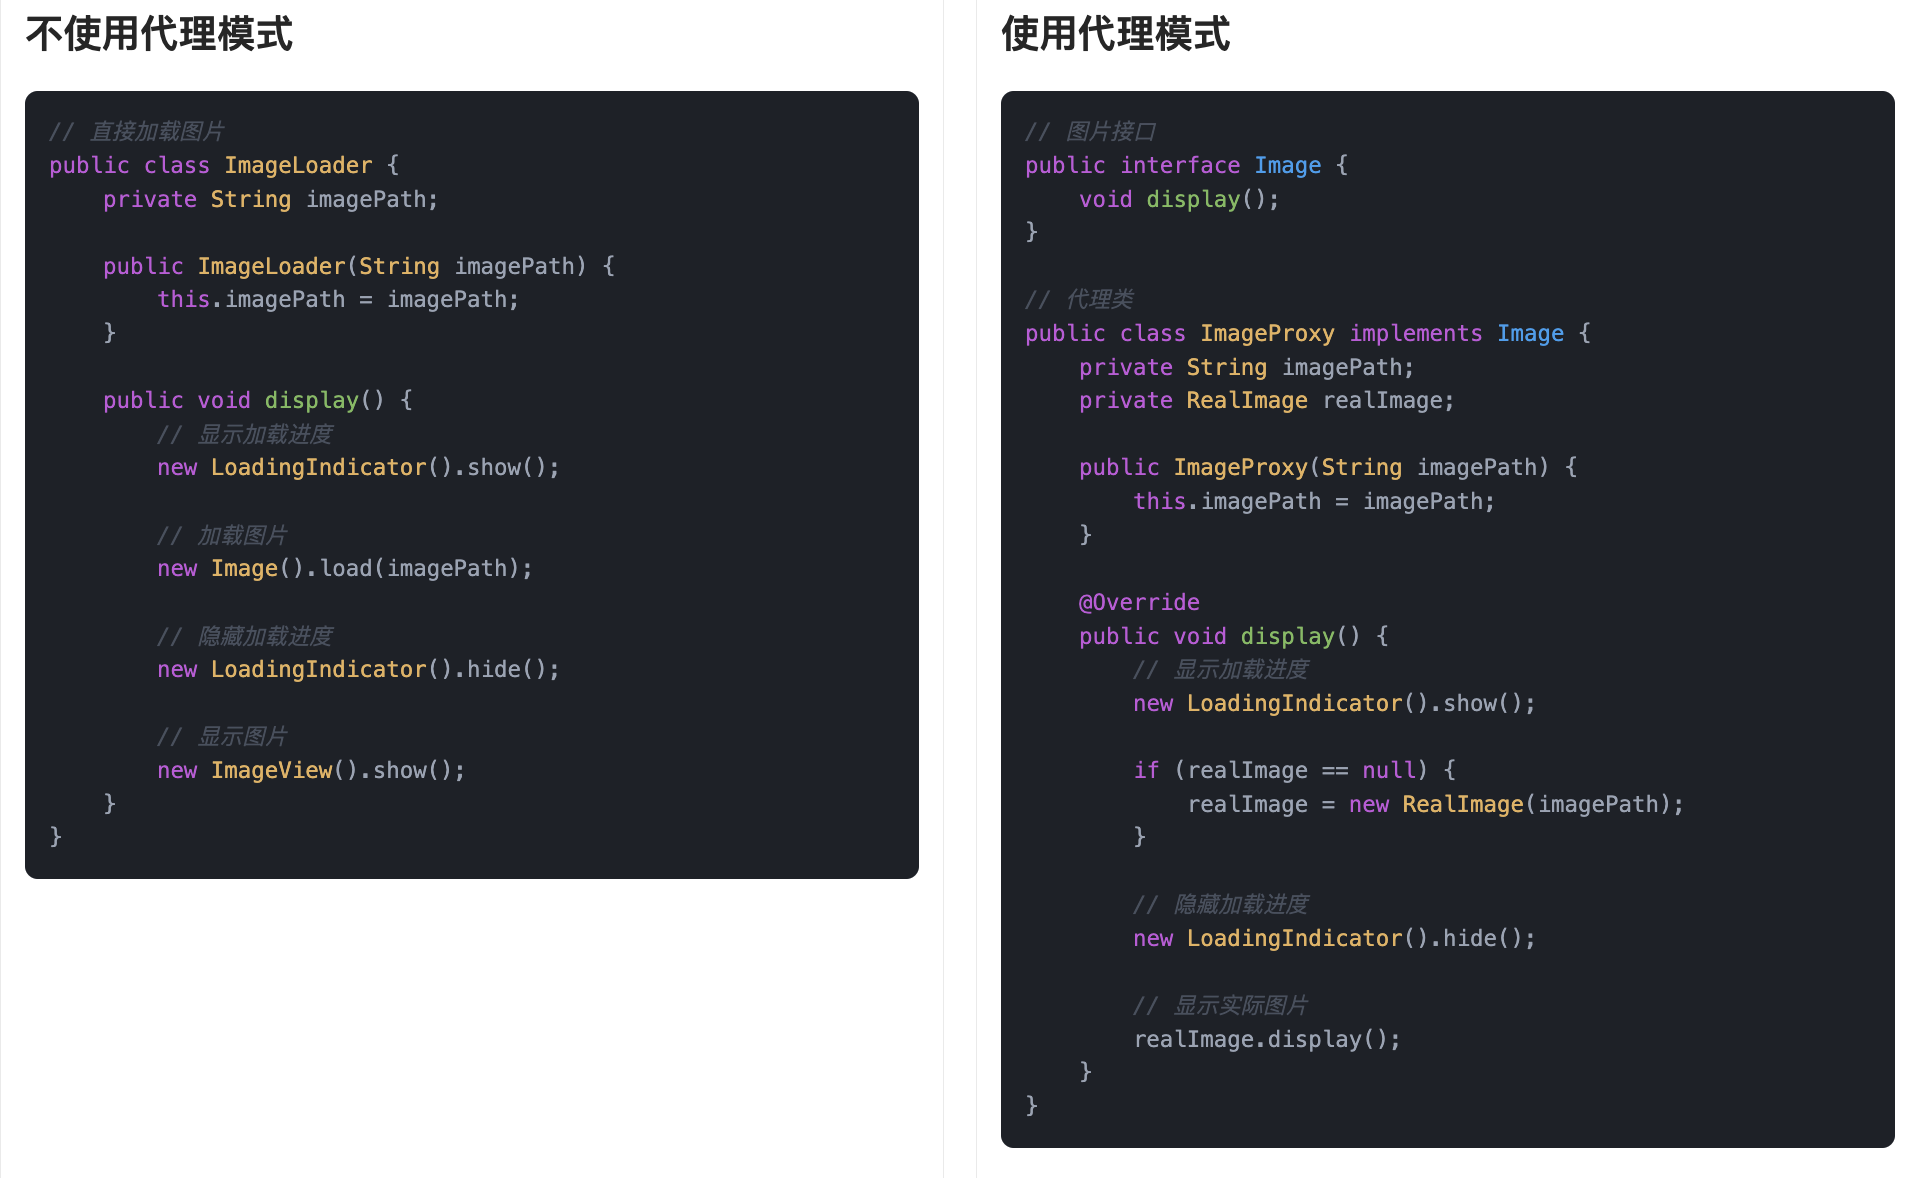 不使用代理模式
// 直接加载图片
public class ImageLoader {
    private String imagePath;

    public ImageLoader(String imagePath) {
        this.imagePath = imagePath;
    }

    public void display() {
        // 显示加载进度
        new LoadingIndicator().show();

        // 加载图片
        new Image().load(imagePath);

        // 隐藏加载进度
        new LoadingIndicator().hide();

        // 显示图片
        new ImageView().show();
    }
}
使用代理模式
// 图片接口
public interface Image {
    void display();
}

// 代理类
public class ImageProxy implements Image {
    private String imagePath;
    private RealImage realImage;

    public ImageProxy(String imagePath) {
        this.imagePath = imagePath;
    }

    @Override
    public void display() {
        // 显示加载进度
        new LoadingIndicator().show();

        if (realImage == null) {
            realImage = new RealImage(imagePath);
        }

        // 隐藏加载进度
        new LoadingIndicator().hide();

        // 显示实际图片
        realImage.display();
    }
}